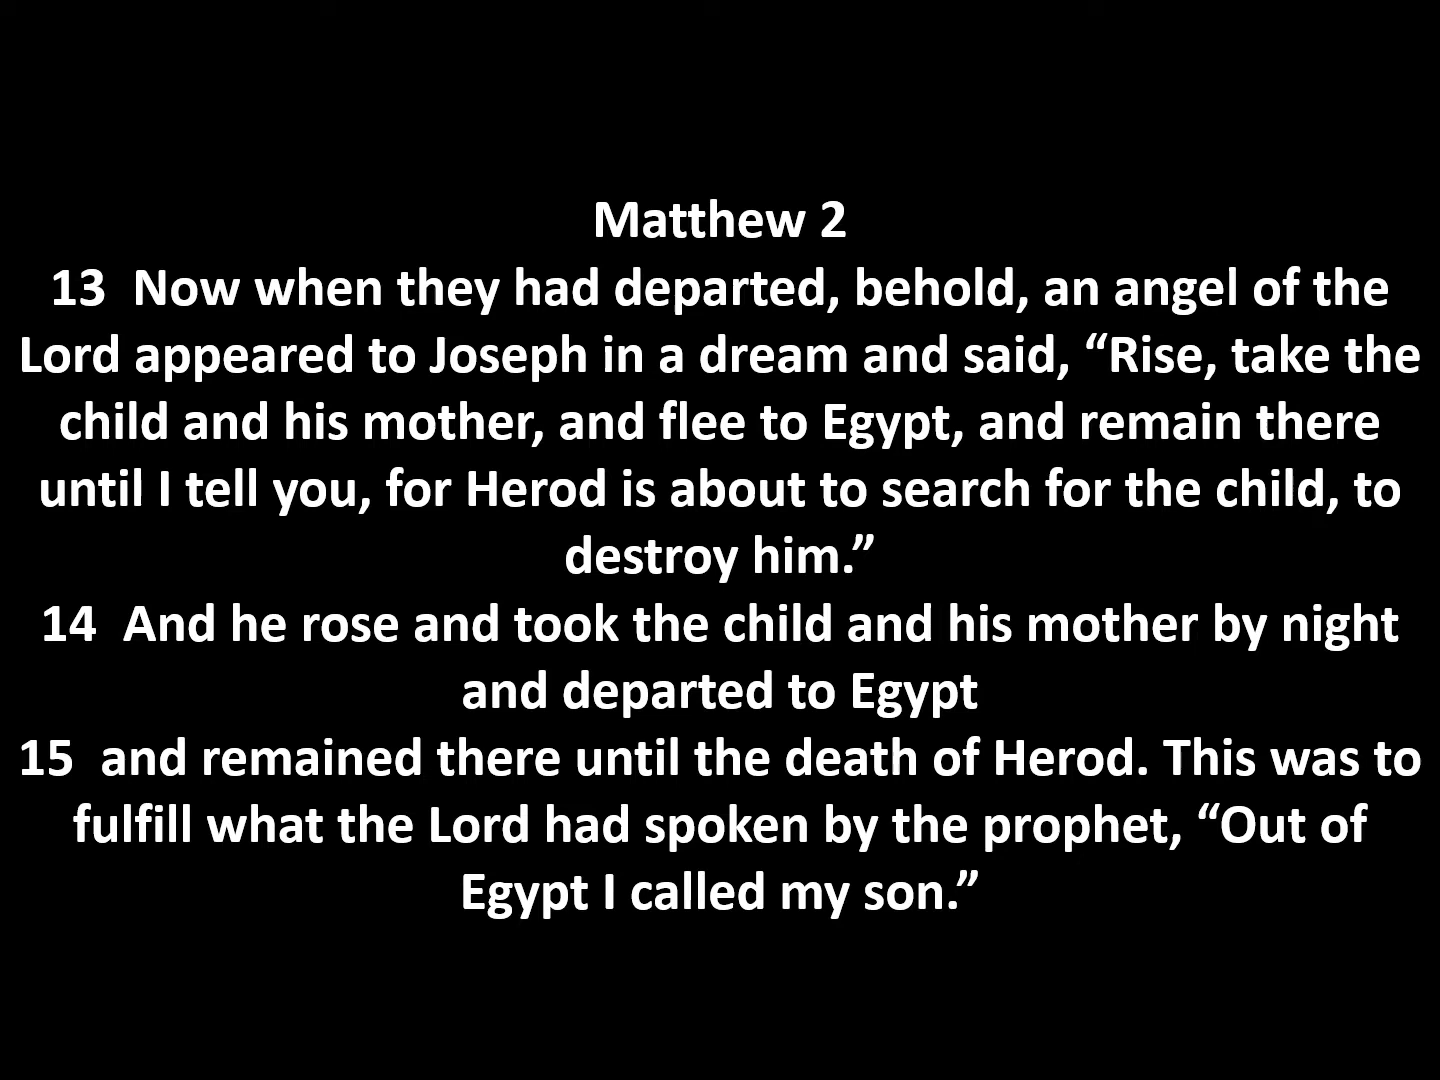 Matthew 2
13  Now when they had departed, behold, an angel of the
Lord appeared to Joseph in a dream and said, “Rise, take the
child and his mother, and flee to Egypt, and remain there
until I tell you, for Herod is about to search for the child, to
destroy him.”
14  And he rose and took the child and his mother by night
and departed to Egypt
15  and remained there until the death of Herod. This was to
fulfill what the Lord had spoken by the prophet, “Out of
Egypt I called my son.”